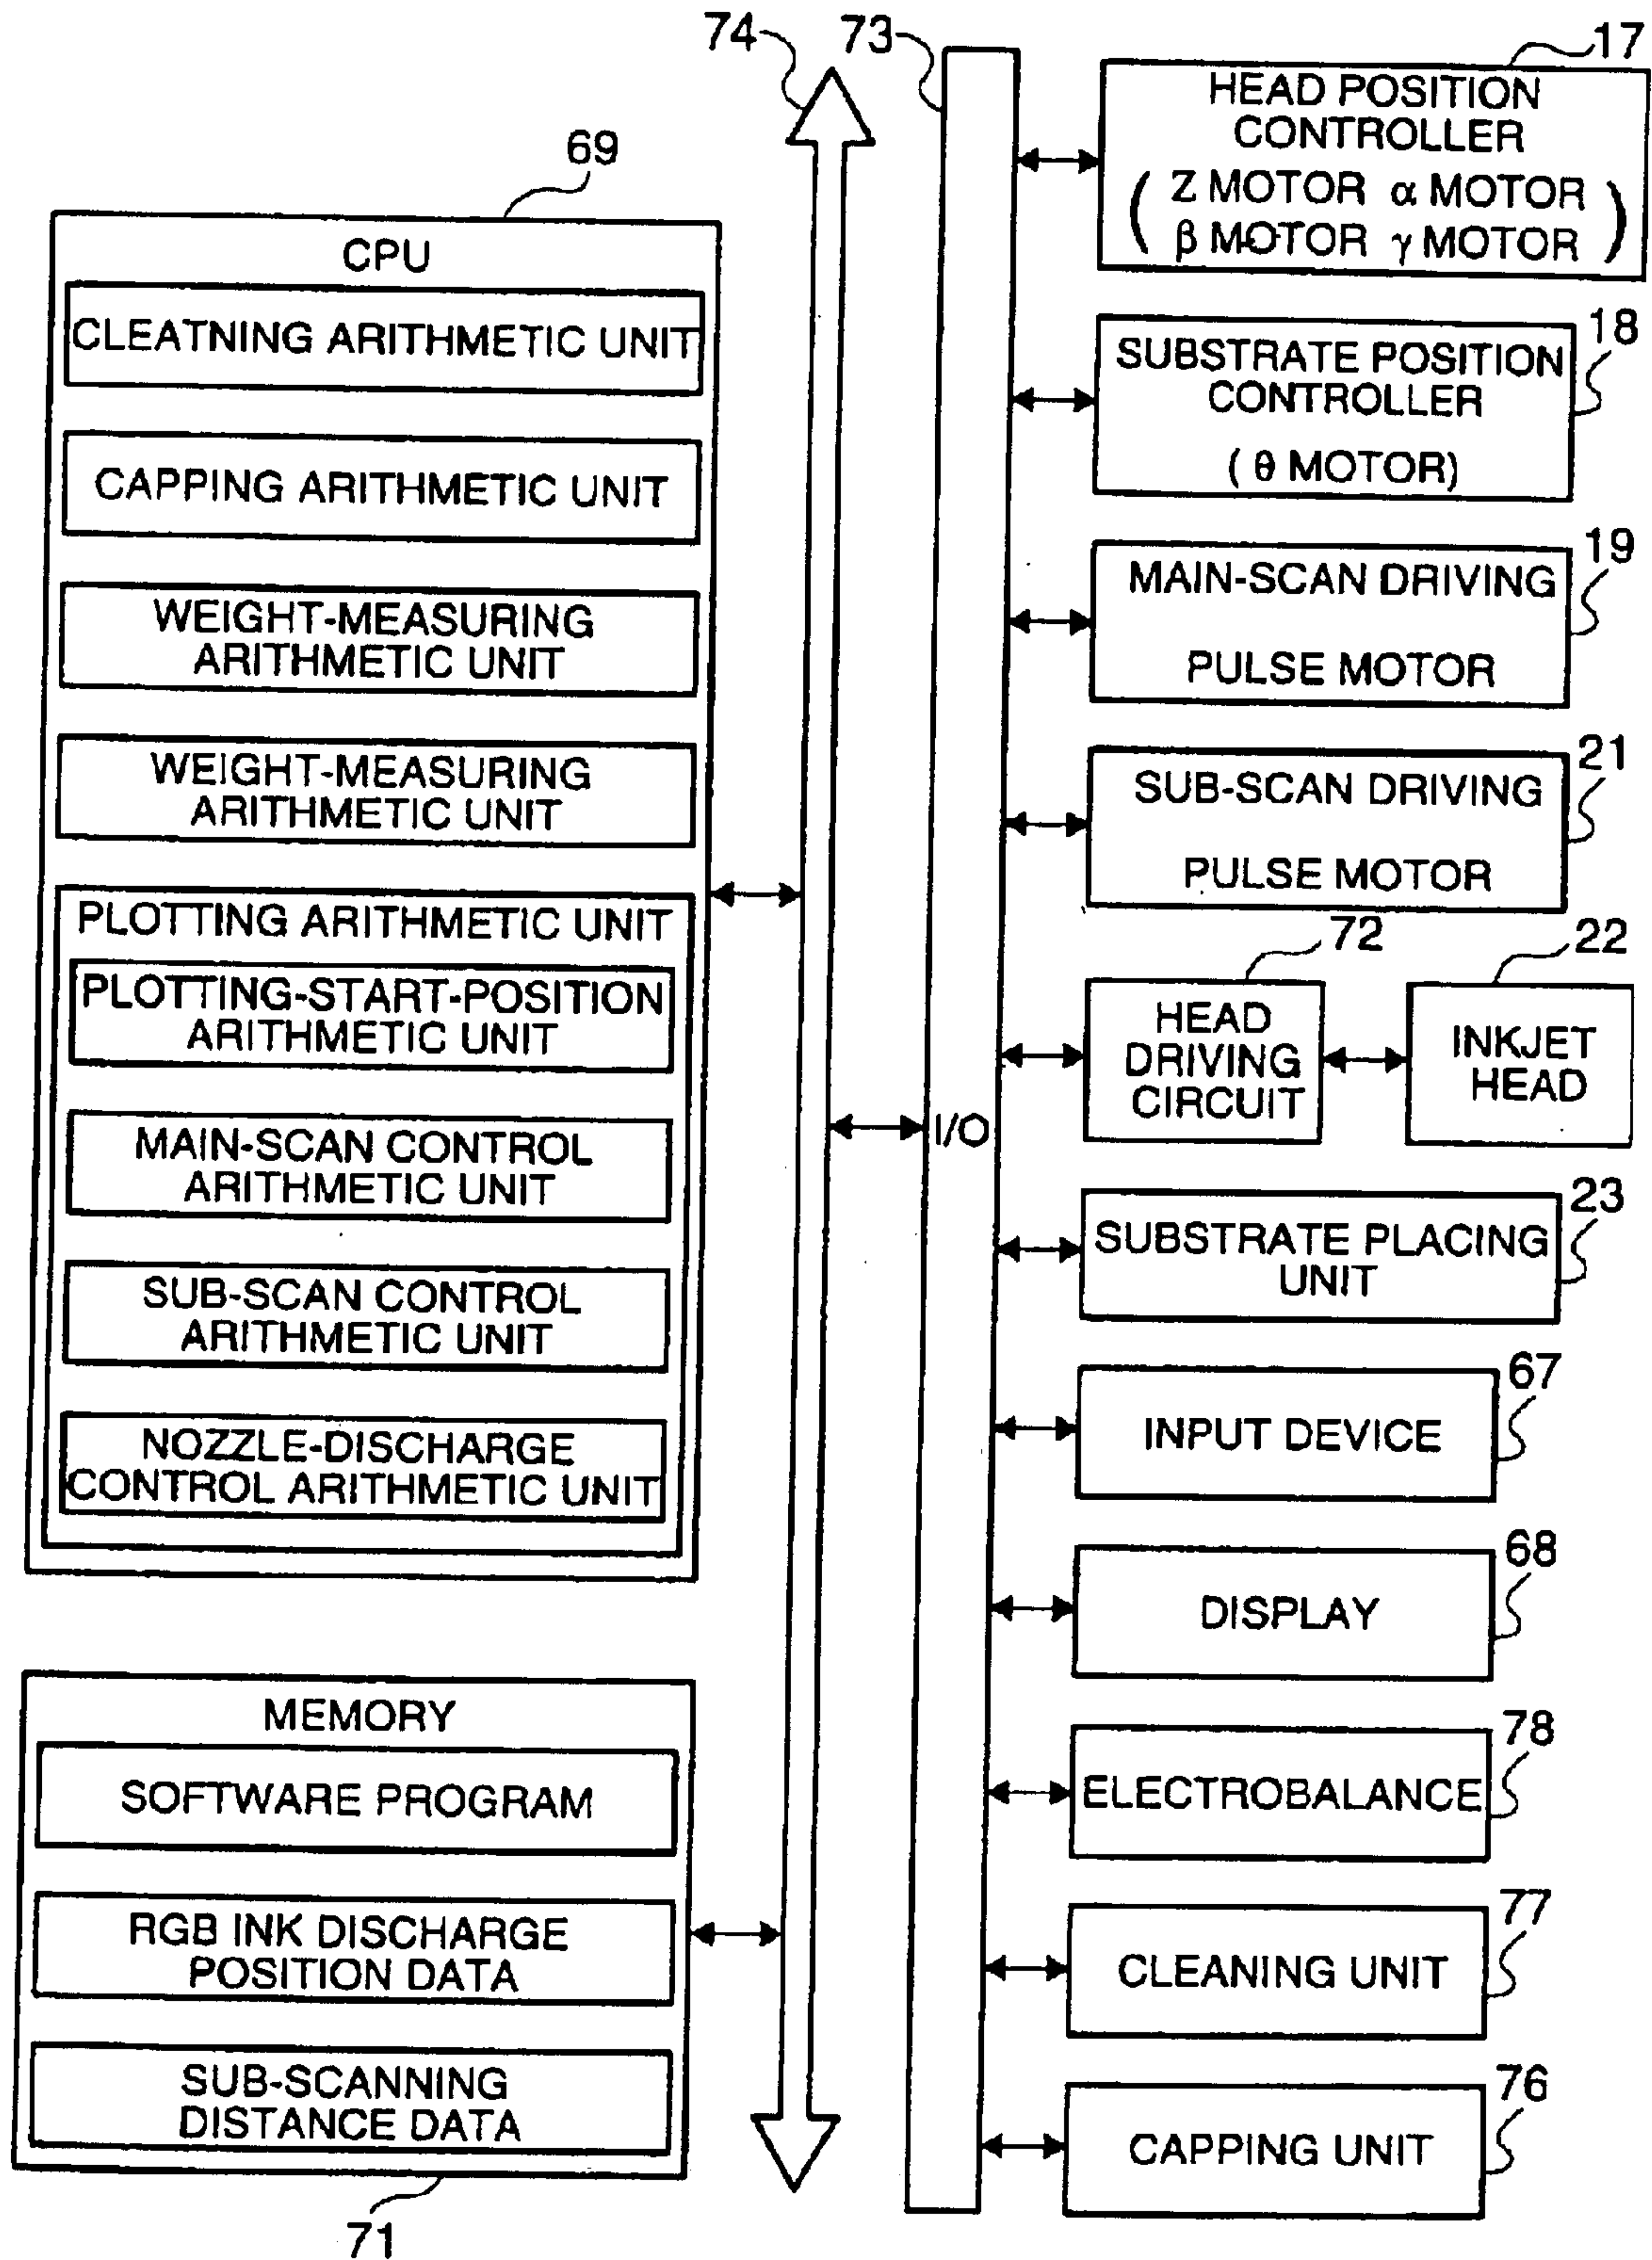 74
73
17
HEAD POSITION
CONTROLLER
( Z MOTOR α MOTOR
β MOTOR γ MOTOR )
69
CPU
CLEATNING ARITHMETIC UNIT
CAPPING ARITHMETIC UNIT
WEIGHT-MEASURING
ARITHMETIC UNIT
WEIGHT-MEASURING
ARITHMETIC UNIT
PLOTTING ARITHMETIC UNIT
PLOTTING-START-POSITION
ARITHMETIC UNIT
MAIN-SCAN CONTROL
ARITHMETIC UNIT
SUB-SCAN CONTROL
ARITHMETIC UNIT
NOZZLE-DISCHARGE
CONTROL ARITHMETIC UNIT
MEMORY
SOFTWARE PROGRAM
RGB INK DISCHARGE
POSITION DATA
SUB-SCANNING
DISTANCE DATA
71
I/O
18
SUBSTRATE POSITION
CONTROLLER
( θ MOTOR)
19
MAIN-SCAN DRIVING
PULSE MOTOR
21
SUB-SCAN DRIVING
PULSE MOTOR
72
HEAD
DRIVING
CIRCUIT
22
INKJET
HEAD
23
SUBSTRATE PLACING
UNIT
67
INPUT DEVICE
68
DISPLAY
78
ELECTROBALANCE
77
CLEANING UNIT
76
CAPPING UNIT